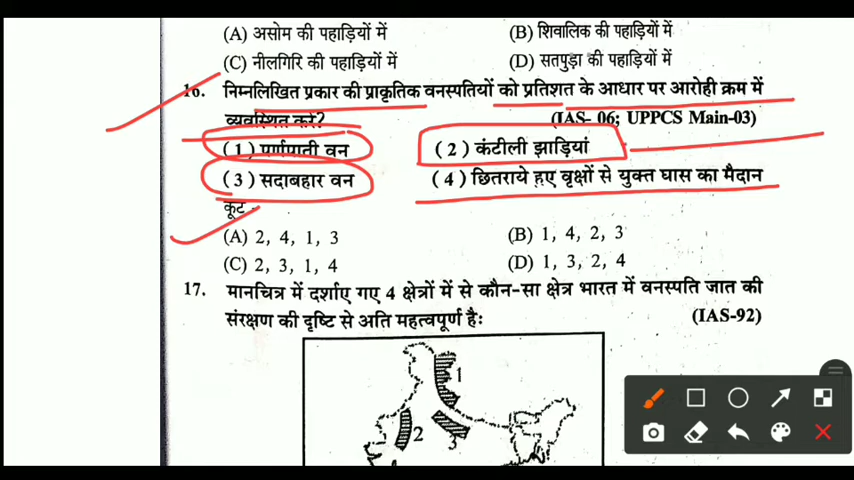 (A) असोम की पहाड़ियों में (B) शिवालिक की पहाड़ियों में
(C) नीलगिरि की पहाड़ियों में (D) सतपुड़ा की पहाड़ियों में
16. निम्नलिखित प्रकार की प्राकृतिक वनस्पतियों को प्रतिशत के आधार पर आरोही क्रम में
व्यवस्थित करें? (IAS- 06; UPPCS Main-03)
(1) पर्णपाती वन (2) कंटीली झाड़ियां
(3) सदाबहार वन (4) छितराये हुए वृक्षों से युक्त घास का मैदान
कूट -
(A) 2, 4, 1, 3 (B) 1, 4, 2, 3
(C) 2, 3, 1, 4 (D) 1, 3, 2, 4
17. मानचित्र में दर्शाए गए 4 क्षेत्रों में से कौन-सा क्षेत्र भारत में वनस्पति जात की
संरक्षण की दृष्टि से अति महत्वपूर्ण है: (IAS-92)
1
2 3